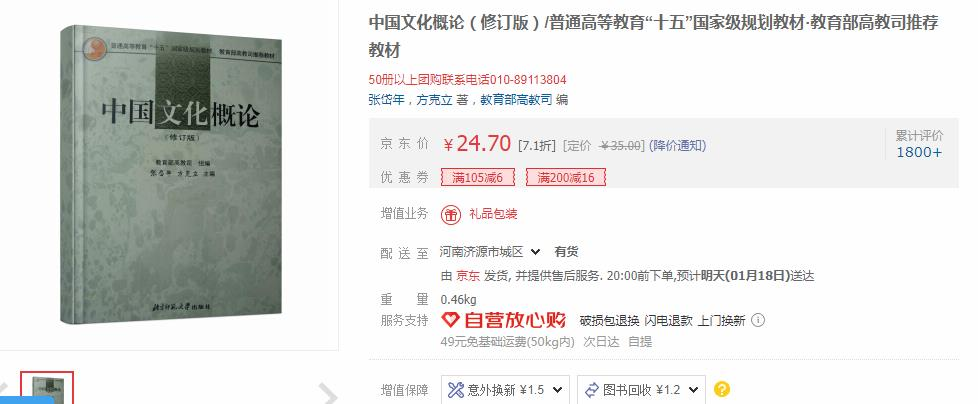 普通高等教育“十五”国家级规划教材 教育部高教司推荐教材
中国文化概论
（修订版）
教育部高教司 组编
张岱年 方克立 主编
北京师范大学出版社
中国文化概论（修订版）/普通高等教育“十五”国家级规划教材·教育部高教司推荐
教材
50册以上团购联系电话010-89113804
张岱年，方克立 著，教育部高教司 编
京东价 ￥24.70 [7.1折] [定价 ￥35.00] (降价通知)
累计评价
1800+
优惠券 满105减6 满200减16
增值业务 礼品包装
配送至 河南济源市城区 有货
由 京东 发货, 并提供售后服务. 20:00前下单,预计明天(01月18日)送达
重量 0.46kg
服务支持 自营放心购 破损包退换 闪电退款 上门换新
49元免基础运费(50kg内) 次日达 自提
增值保障 意外换新 ¥1.5 图书回收 ¥1.2 ?